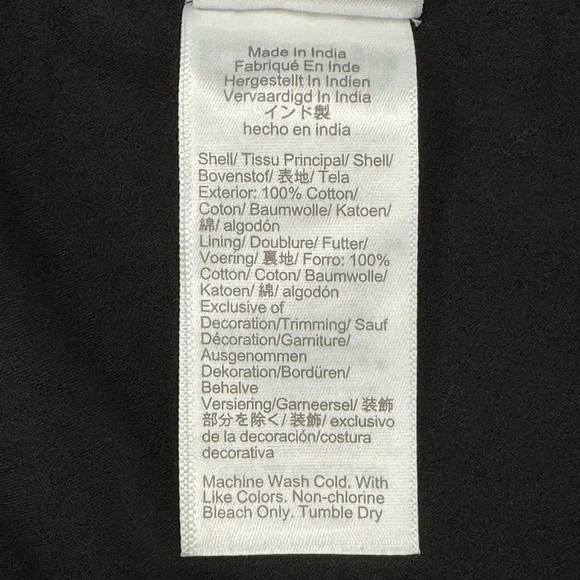 Made In India
Fabriqué En Inde
Hergestellt In Indien
Vervaardigd In India
インド製
hecho en india
Shell/ Tissu Principal/ Shell/
Bovenstof/ 表地/ Tela
Exterior: 100% Cotton/
Coton/ Baumwolle/ Katoen/
綿/ algodón
Lining/ Doublure/ Futter/
Voering/ 裏地/ Forro: 100%
Cotton/ Coton/ Baumwolle/
Katoen/ 綿/ algodón
Exclusive of
Decoration/Trimming/ Sauf
Décoration/Garniture/
Ausgenommen
Dekoration/Bordüren/
Behalve
Versiering/Garneersel/ 装飾
部分を除く/ 装飾/ exclusivo
de la decoración/costura
decorativa
Machine Wash Cold. With
Like Colors. Non-chlorine
Bleach Only. Tumble Dry